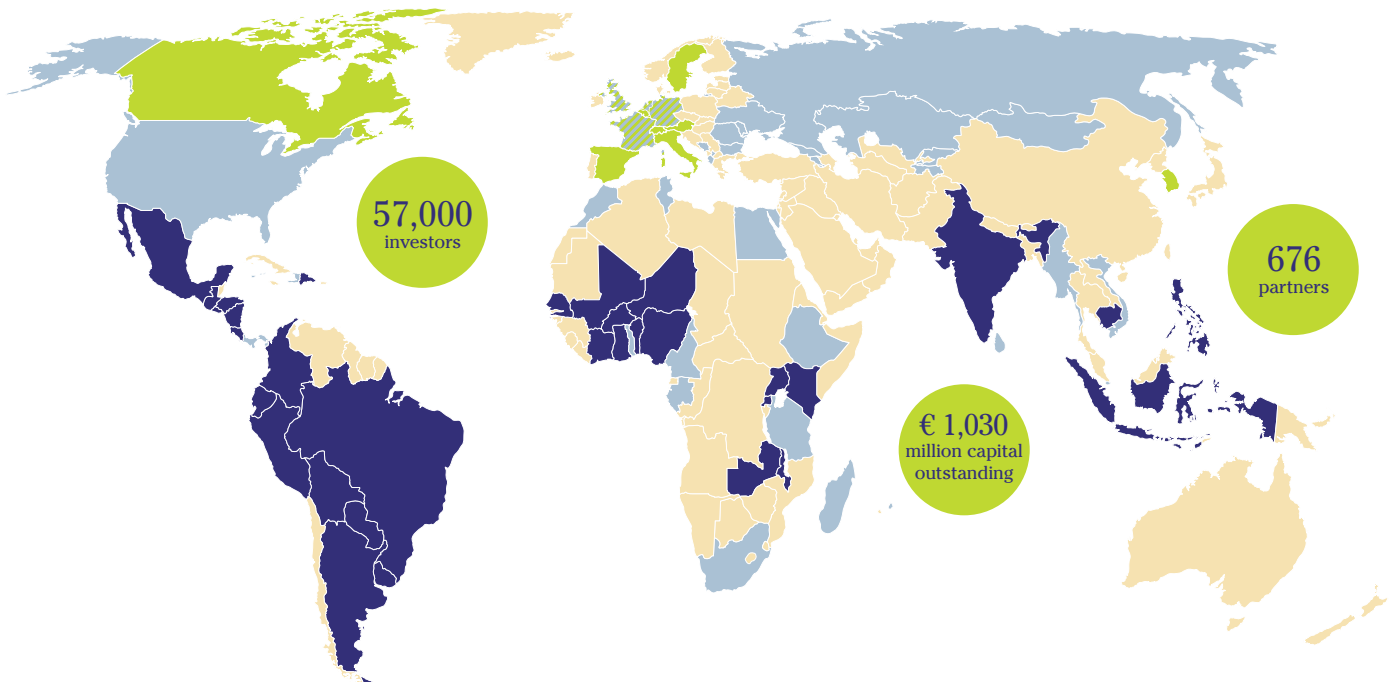 57,000
investors
676
partners
€ 1,030
million capital
outstanding